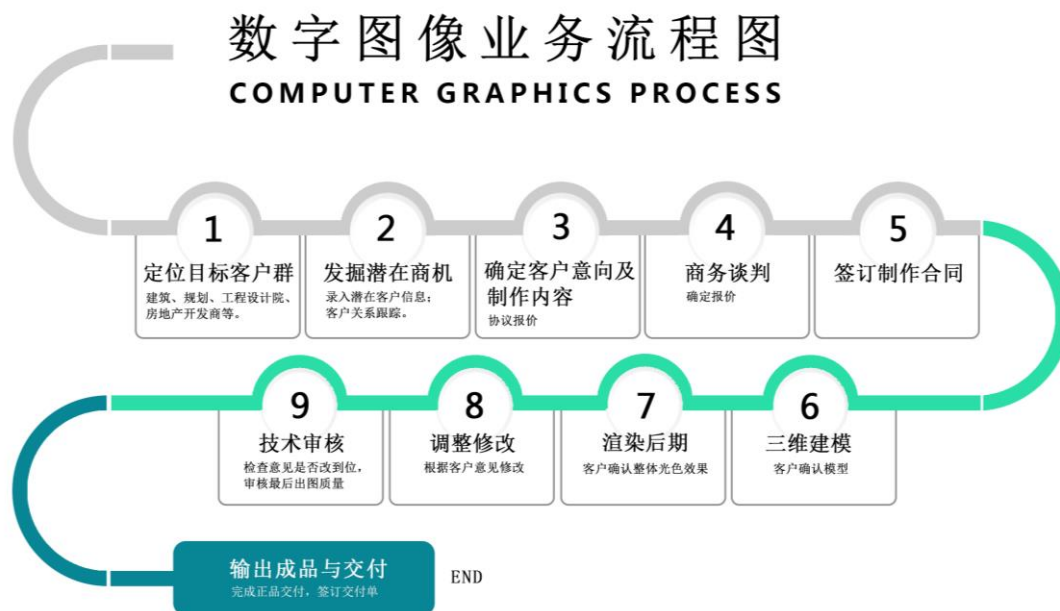 数字图像业务流程图
COMPUTER GRAPHICS PROCESS
1
定位目标客户群
建筑、规划、工程设计院、
房地产开发商等。
2
发掘潜在商机
录入潜在客户信息；
客户关系跟踪。
3
确定客户意向及
制作内容
协议报价
4
商务谈判
确定报价
5
签订制作合同
6
三维建模
客户确认模型
7
渲染后期
客户确认整体光色效果
8
调整修改
根据客户意见修改
9
技术审核
检查意见是否改到位，
审核最后出图质量
输出成品与交付
完成正品交付，签订交付单
END